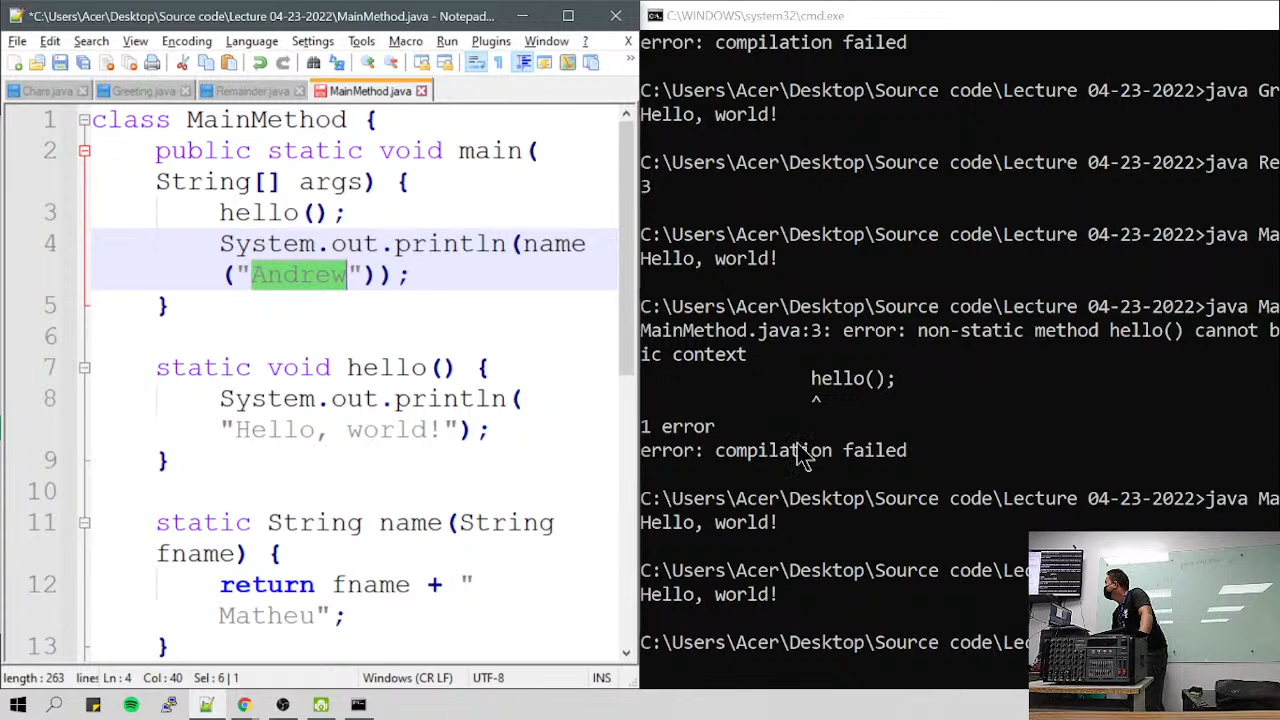 *C:\Users\Acer\Desktop\Source code\Lecture 04-23-2022\MainMethod.java - Notepad...
File Edit Search View Encoding Language Settings Tools Macro Run Plugins Window ? X
Cham.java Greeting.java Remainder.java MainMethod.java
1 class MainMethod {
2 public static void main(
String[] args) {
3 hello();
4 System.out.println(name
("Andrew"));
5 }
6
7 static void hello() {
8 System.out.println(
"Hello, world!");
9 }
10
11 static String name(String
fname) {
12 return fname + "
Matheu";
13 }
length: 263 lines Ln : 4 Col : 40 Sel : 6 | 1 Windows (CR LF) UTF-8 INS
C:\WINDOWS\system32\cmd.exe
error: compilation failed
C:\Users\Acer\Desktop\Source code\Lecture 04-23-2022>java Gr
Hello, world!
C:\Users\Acer\Desktop\Source code\Lecture 04-23-2022>java Re
3
C:\Users\Acer\Desktop\Source code\Lecture 04-23-2022>java Ma
Hello, world!
C:\Users\Acer\Desktop\Source code\Lecture 04-23-2022>java Ma
MainMethod.java:3: error: non-static method hello() cannot b
ic context
hello();
^
1 error
error: compilation failed
C:\Users\Acer\Desktop\Source code\Lecture 04-23-2022>java Ma
Hello, world!
C:\Users\Acer\Desktop\Source code\Lec
Hello, world!
C:\Users\Acer\Desktop\Source code\Lec